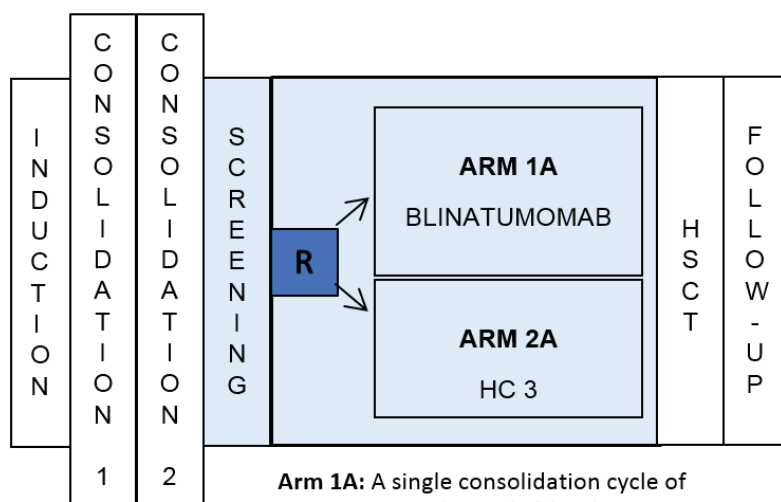 INDUCTION
CONSOLIDATION 1
CONSOLIDATION 2
SCREENING
R
ARM 1A
BLINATUMOMAB
ARM 2A
HC 3
HSCT
FOLLOW-UP
Arm 1A: A single consolidation cycle of